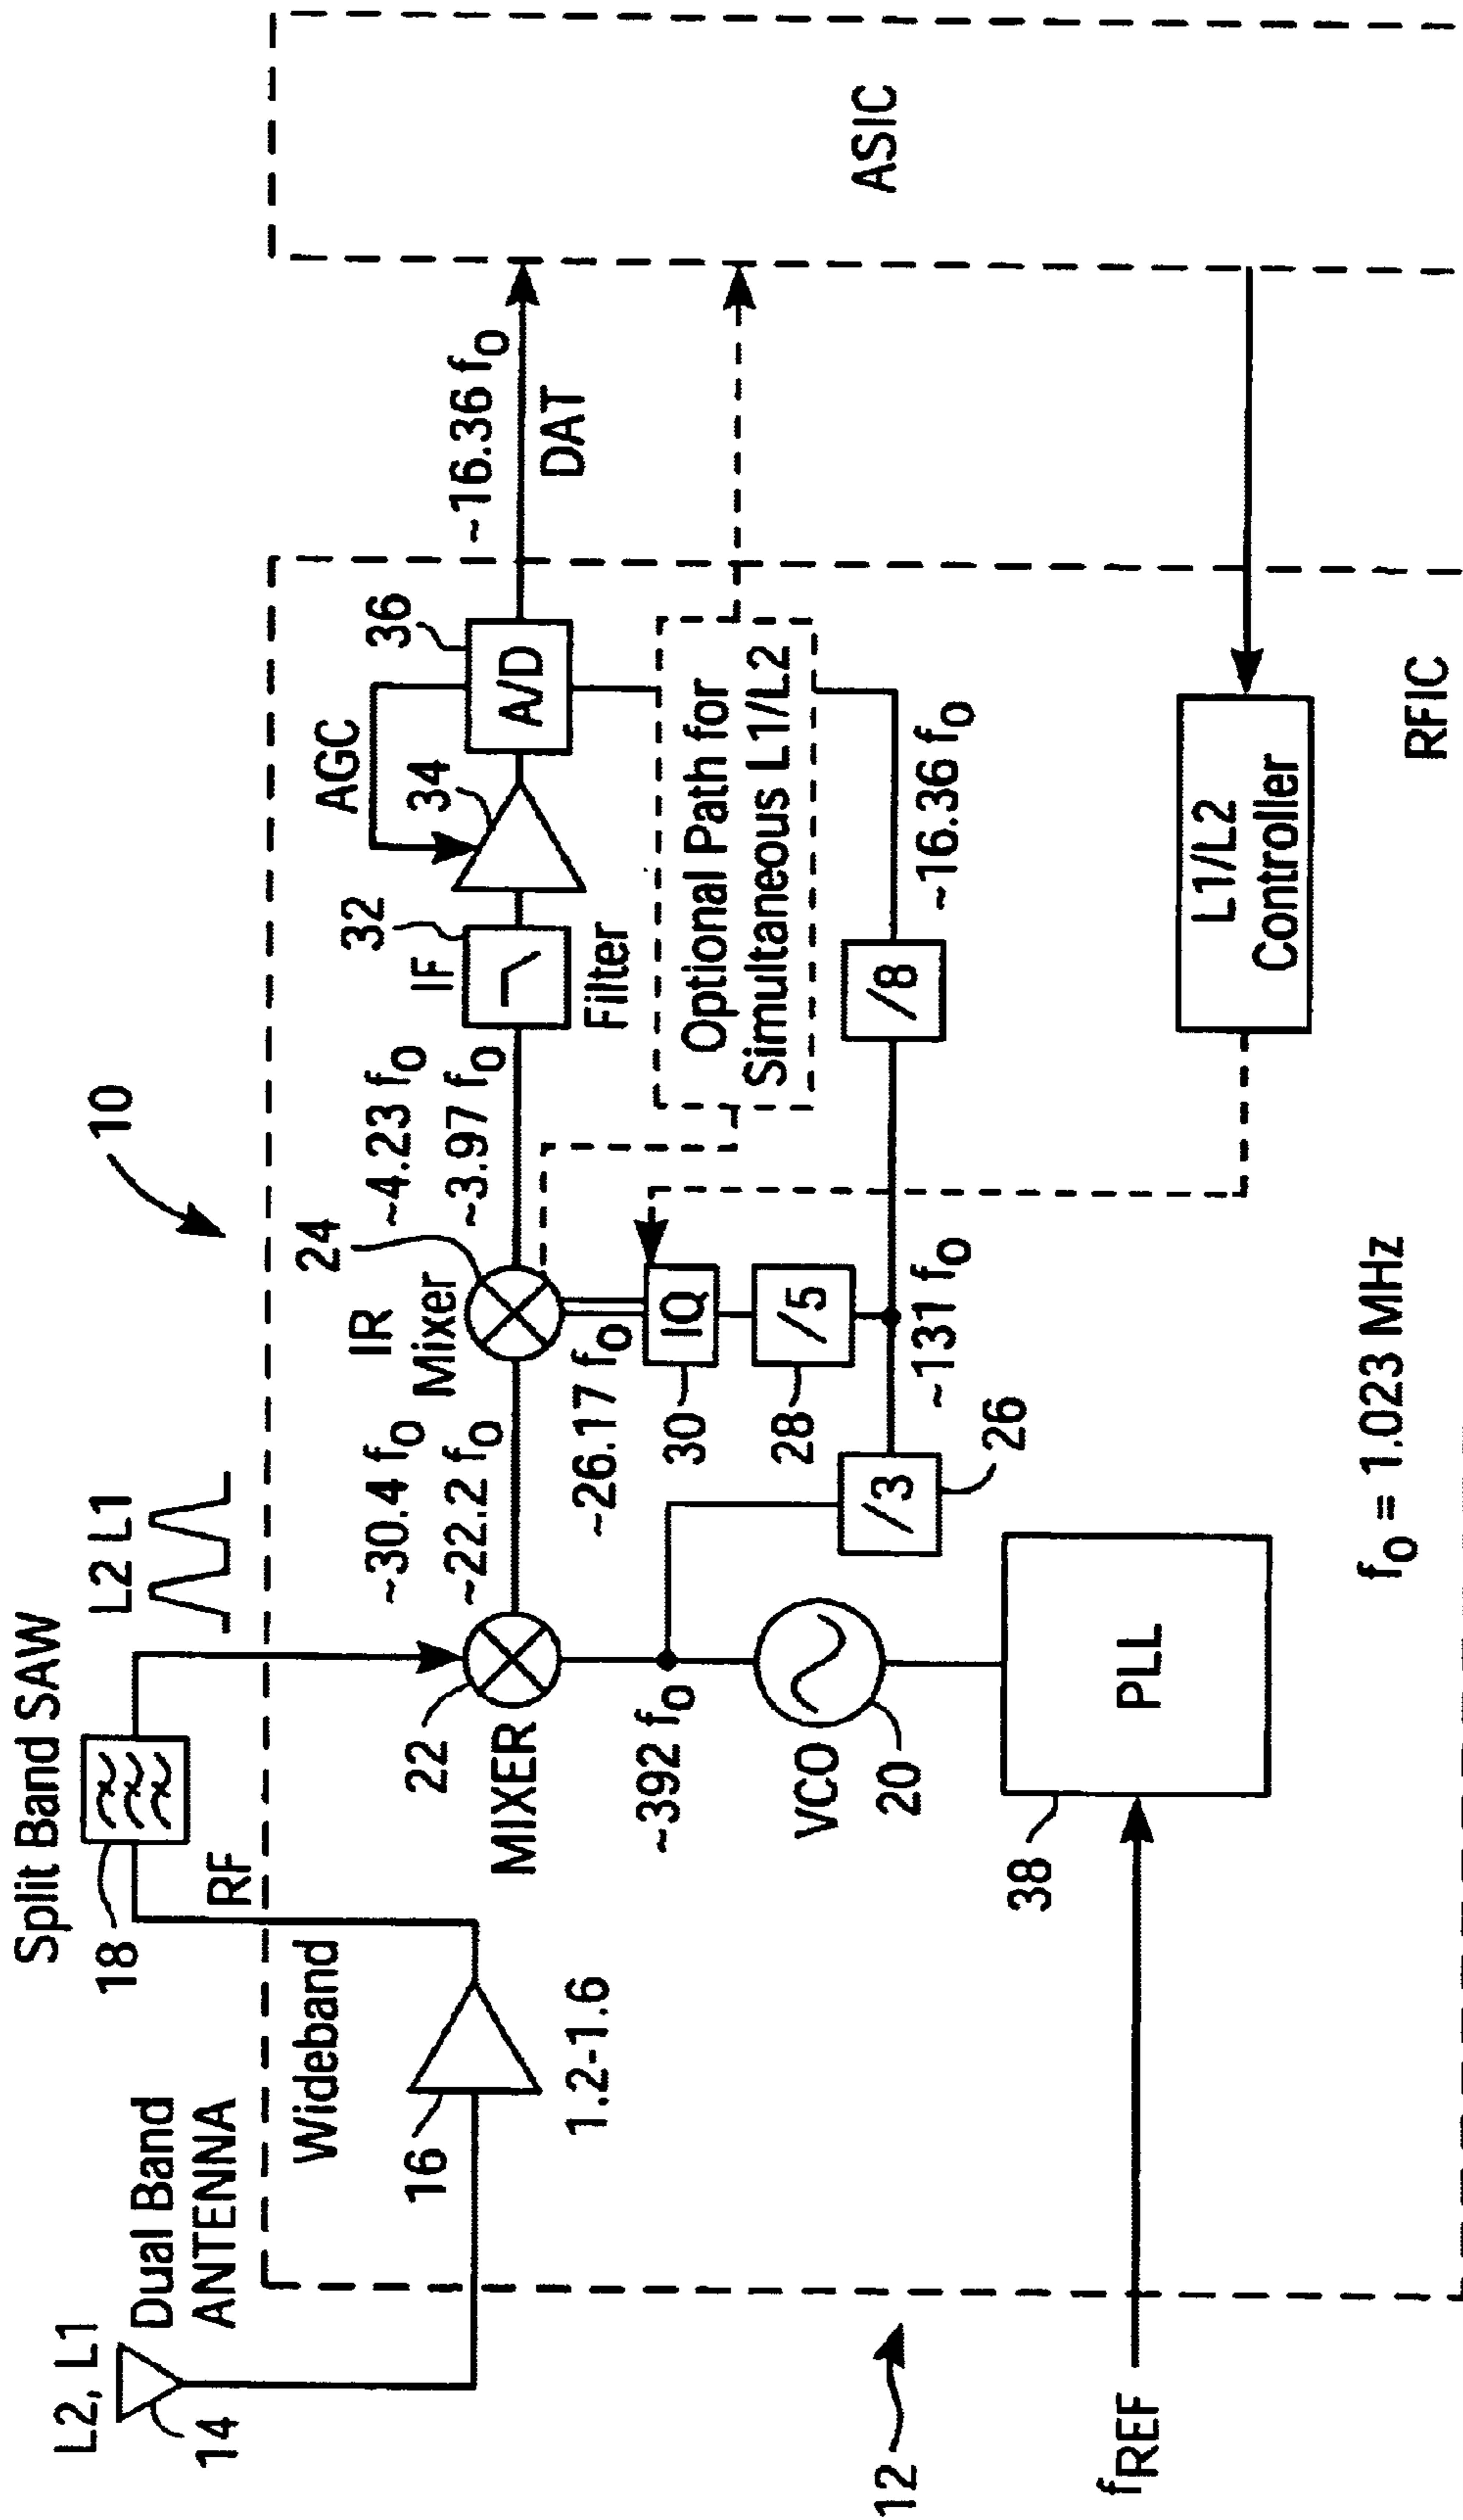 10
L2, L1
14
Dual Band
ANTENNA
Split Band SAW
18
RF
L2 L1
Wideband
16
1.2-1.6
22
MIXER
~30.4 fO
~22.2 fO
IR
Mixer
24
~4.23 fO
~3.97 fO
IF
32
Filter
AGC
34
36
A/D
~16.36 fO
DAT
~26.17 fO
30
IQ
28
/5
Optional Path for
Simultaneous L1/L2
~392 fO
VCO
20
/3
26
~131 fO
/8
~16.36 fO
ASIC
12
fREF
38
PLL
L1/L2
Controller
fO = 1.023 MHz
RFIC